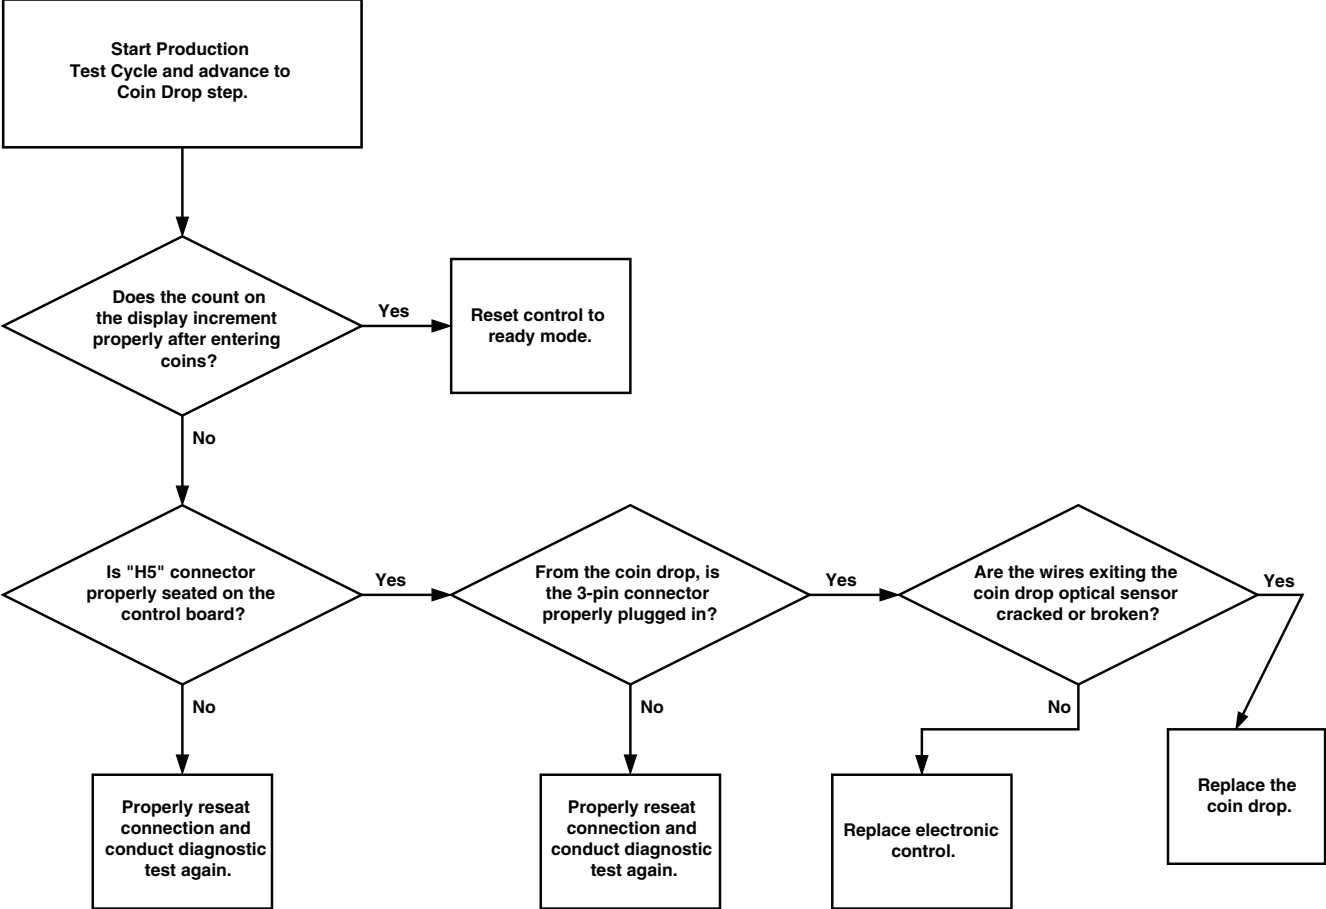 Start Production
Test Cycle and advance to
Coin Drop step.
Does the count on
the display increment
properly after entering
coins?
Yes
Reset control to
ready mode.
No
Is "H5" connector
properly seated on the
control board?
Yes
From the coin drop, is
the 3-pin connector
properly plugged in?
Yes
Are the wires exiting the
coin drop optical sensor
cracked or broken?
Yes
No
No
No
Properly reseat
connection and
conduct diagnostic
test again.
Properly reseat
connection and
conduct diagnostic
test again.
Replace electronic
control.
Replace the
coin drop.